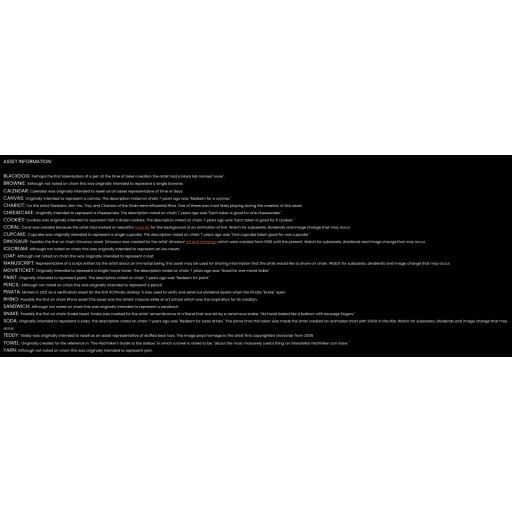 ASSET INFORMATION:
BLACKDOG: Perhaps the first tokenization of a pet. At the time of token creation the artist had a black lab named 'Louie'.
BROWNIE: Although not noted on chain this was originally intended to represent a single brownie.
CALENDAR: Calendar was originally intended to resell as an asset representative of time or days.
CANVAS: Originally intended to represent a canvas. The description noted on chain 7 years ago was "Redeem for a canvas."
CHARIOT: For the artist Gladiator, Ben-Hur, Troy and Chariots of the Gods were influential films. One of these was most likely playing during the creation of this asset.
CHEESECAKE: Originally intended to represent a cheesecake. The description noted on chain 7 years ago was "Each token is good for one cheesecake."
COOKIES: Cookies was originally intended to represent half a dozen cookies. The description noted on chain 7 years ago was "Each token is good for 6 cookies."
CORAL: Coral was created because the artist had worked on beautiful for the background of an animation of fish. Watch for subassets, dividends and image change that may occur.
CUPCAKE: Cupcake was originally intended to represent a single cupcake. The description noted on chain 7 years ago was "One cupcake token good for one cupcake."
DINOSAUR: Possibly the first on chain Dinosaur asset. Dinosaur was created for the artist' dinosaur art and drawings which were created from 1988 until the present. Watch for subassets, dividends and image change that may occur.
ICECREAM: Although not noted on chain this was originally intended to represent an ice cream.
LOAF: Although not noted on chain this was originally intended to represent a loaf.
MANUSCRIPT: Representative of a script written by the artist about an immortal being this asset may be used for sharing information that the artist would like to share on chain. Watch for subassets, dividends and image change that may occur.
MOVIETICKET: Originally intended to represent a single movie ticket. The description noted on chain 7 years ago was "Good for one movie ticket."
PAINT: Originally intended to represent paint. The description noted on chain 7 years ago was "Redeem for paint."
PENCIL: Although not noted on chain this was originally intended to represent a pencil.
PINATA: Minted in 2021 as a verification asset for the first XCPinata airdrop. It was used to verify and send out dividend assets when the Pinata 'broke' open.
RHINO: Possibly the first on chain Rhino asset. This asset was the artists' mascot while at art school which was the inspiration for its creation.
SANDWICH: Although not noted on chain this was originally intended to represent a sandwich.
SNAKE: Possibly the first on chain Snake asset. Snake was created for the artist' remembrance of a friend that was bit by a venomous snake. "His hand looked like a balloon with sausage fingers."
SODA: Originally intended to represent soda. The description noted on chain 7 years ago was "Redeem for soda drinks." The same time this token was made the artist created an animated short with SODA in the title. Watch for subassets, dividends and image change that may
occur.
TEDDY: Teddy was originally intended to resell as an asset representative of stuffed bear toys. The image pays homage to the artist' first copyrighted character from 2009.
TOWEL: Originally created for the reference in "The Hitchhiker's Guide to the Galaxy" in which a towel is noted to be, "about the most massively useful thing an interstellar hitchhiker can have."
YARN: Although not noted on chain this was originally intended to represent yarn.